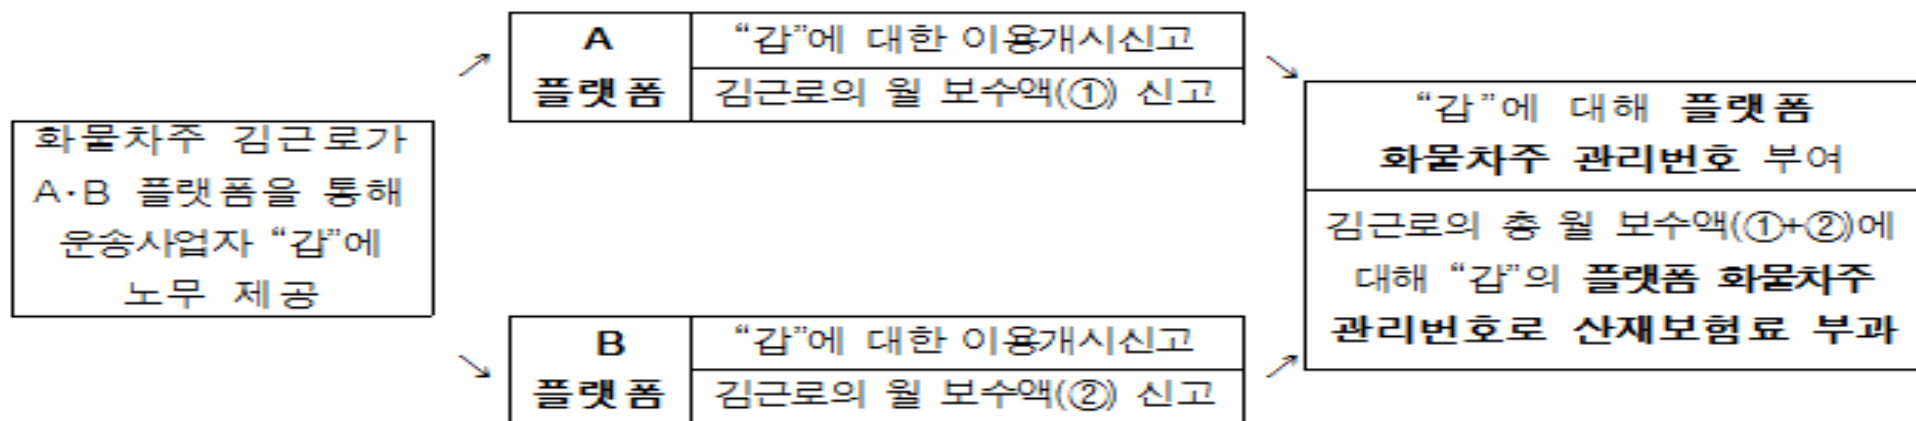 화물차주 김근로가
A·B 플랫폼을 통해
운송사업자 “갑”에
노무 제공
↗
A
플랫폼
“갑”에 대한 이용개시신고
김근로의 월 보수액(①) 신고
↘
↘
B
플랫폼
“갑”에 대한 이용개시신고
김근로의 월 보수액(②) 신고
↗
“갑”에 대해 플랫폼
화물차주 관리번호 부여
김근로의 총 월 보수액(①+②)에
대해 “갑”의 플랫폼 화물차주
관리번호로 산재보험료 부과